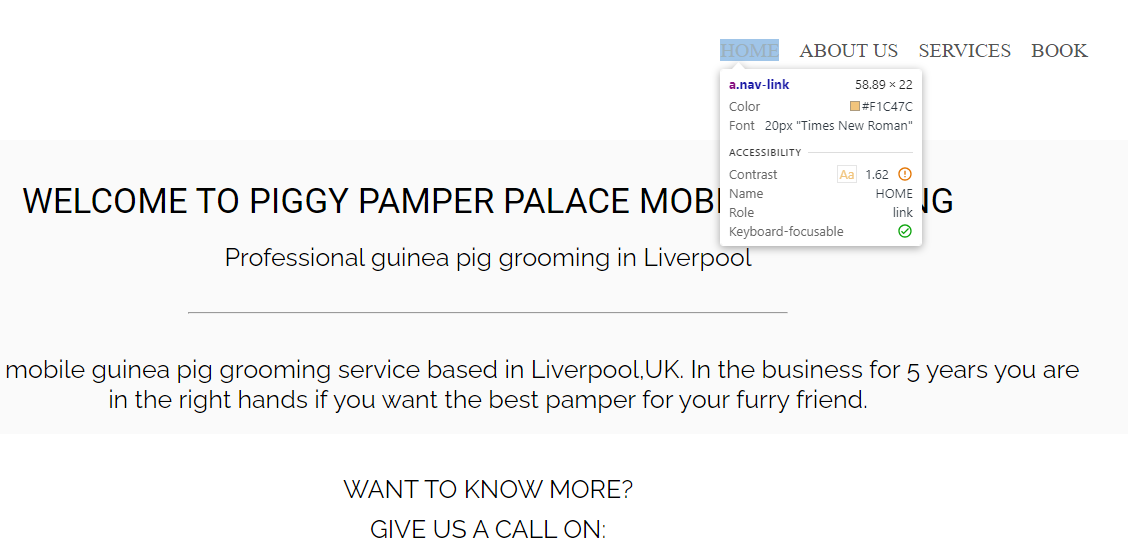 HOME ABOUT US SERVICES BOOK
a.nav-link 58.89 × 22
Color #F1C47C
Font 20px "Times New Roman"
ACCESSIBILITY
Contrast Aa 1.62
Name HOME
Role link
Keyboard-focusable
WELCOME TO PIGGY PAMPER PALACE MOBI NG
Professional guinea pig grooming in Liverpool
mobile guinea pig grooming service based in Liverpool,UK. In the business for 5 years you are
in the right hands if you want the best pamper for your furry friend.
WANT TO KNOW MORE?
GIVE US A CALL ON: